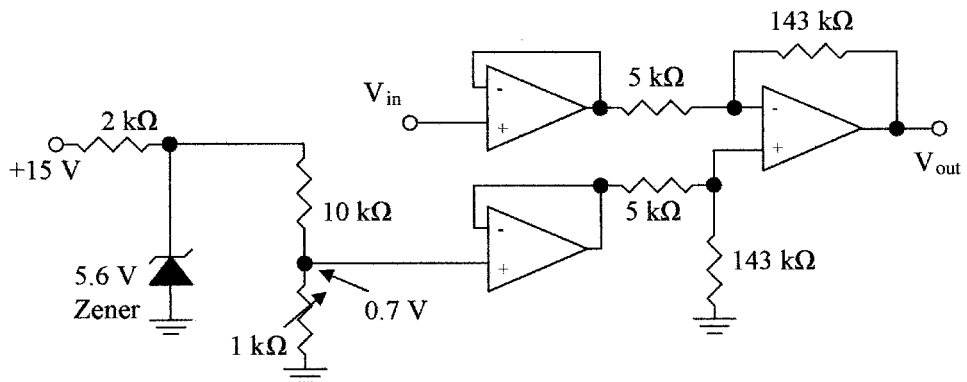 143 kΩ
5 kΩ
-
+
V_in
-
+
V_out
2 kΩ
+15 V
10 kΩ
5 kΩ
-
+
5.6 V
Zener
0.7 V
143 kΩ
1 kΩ